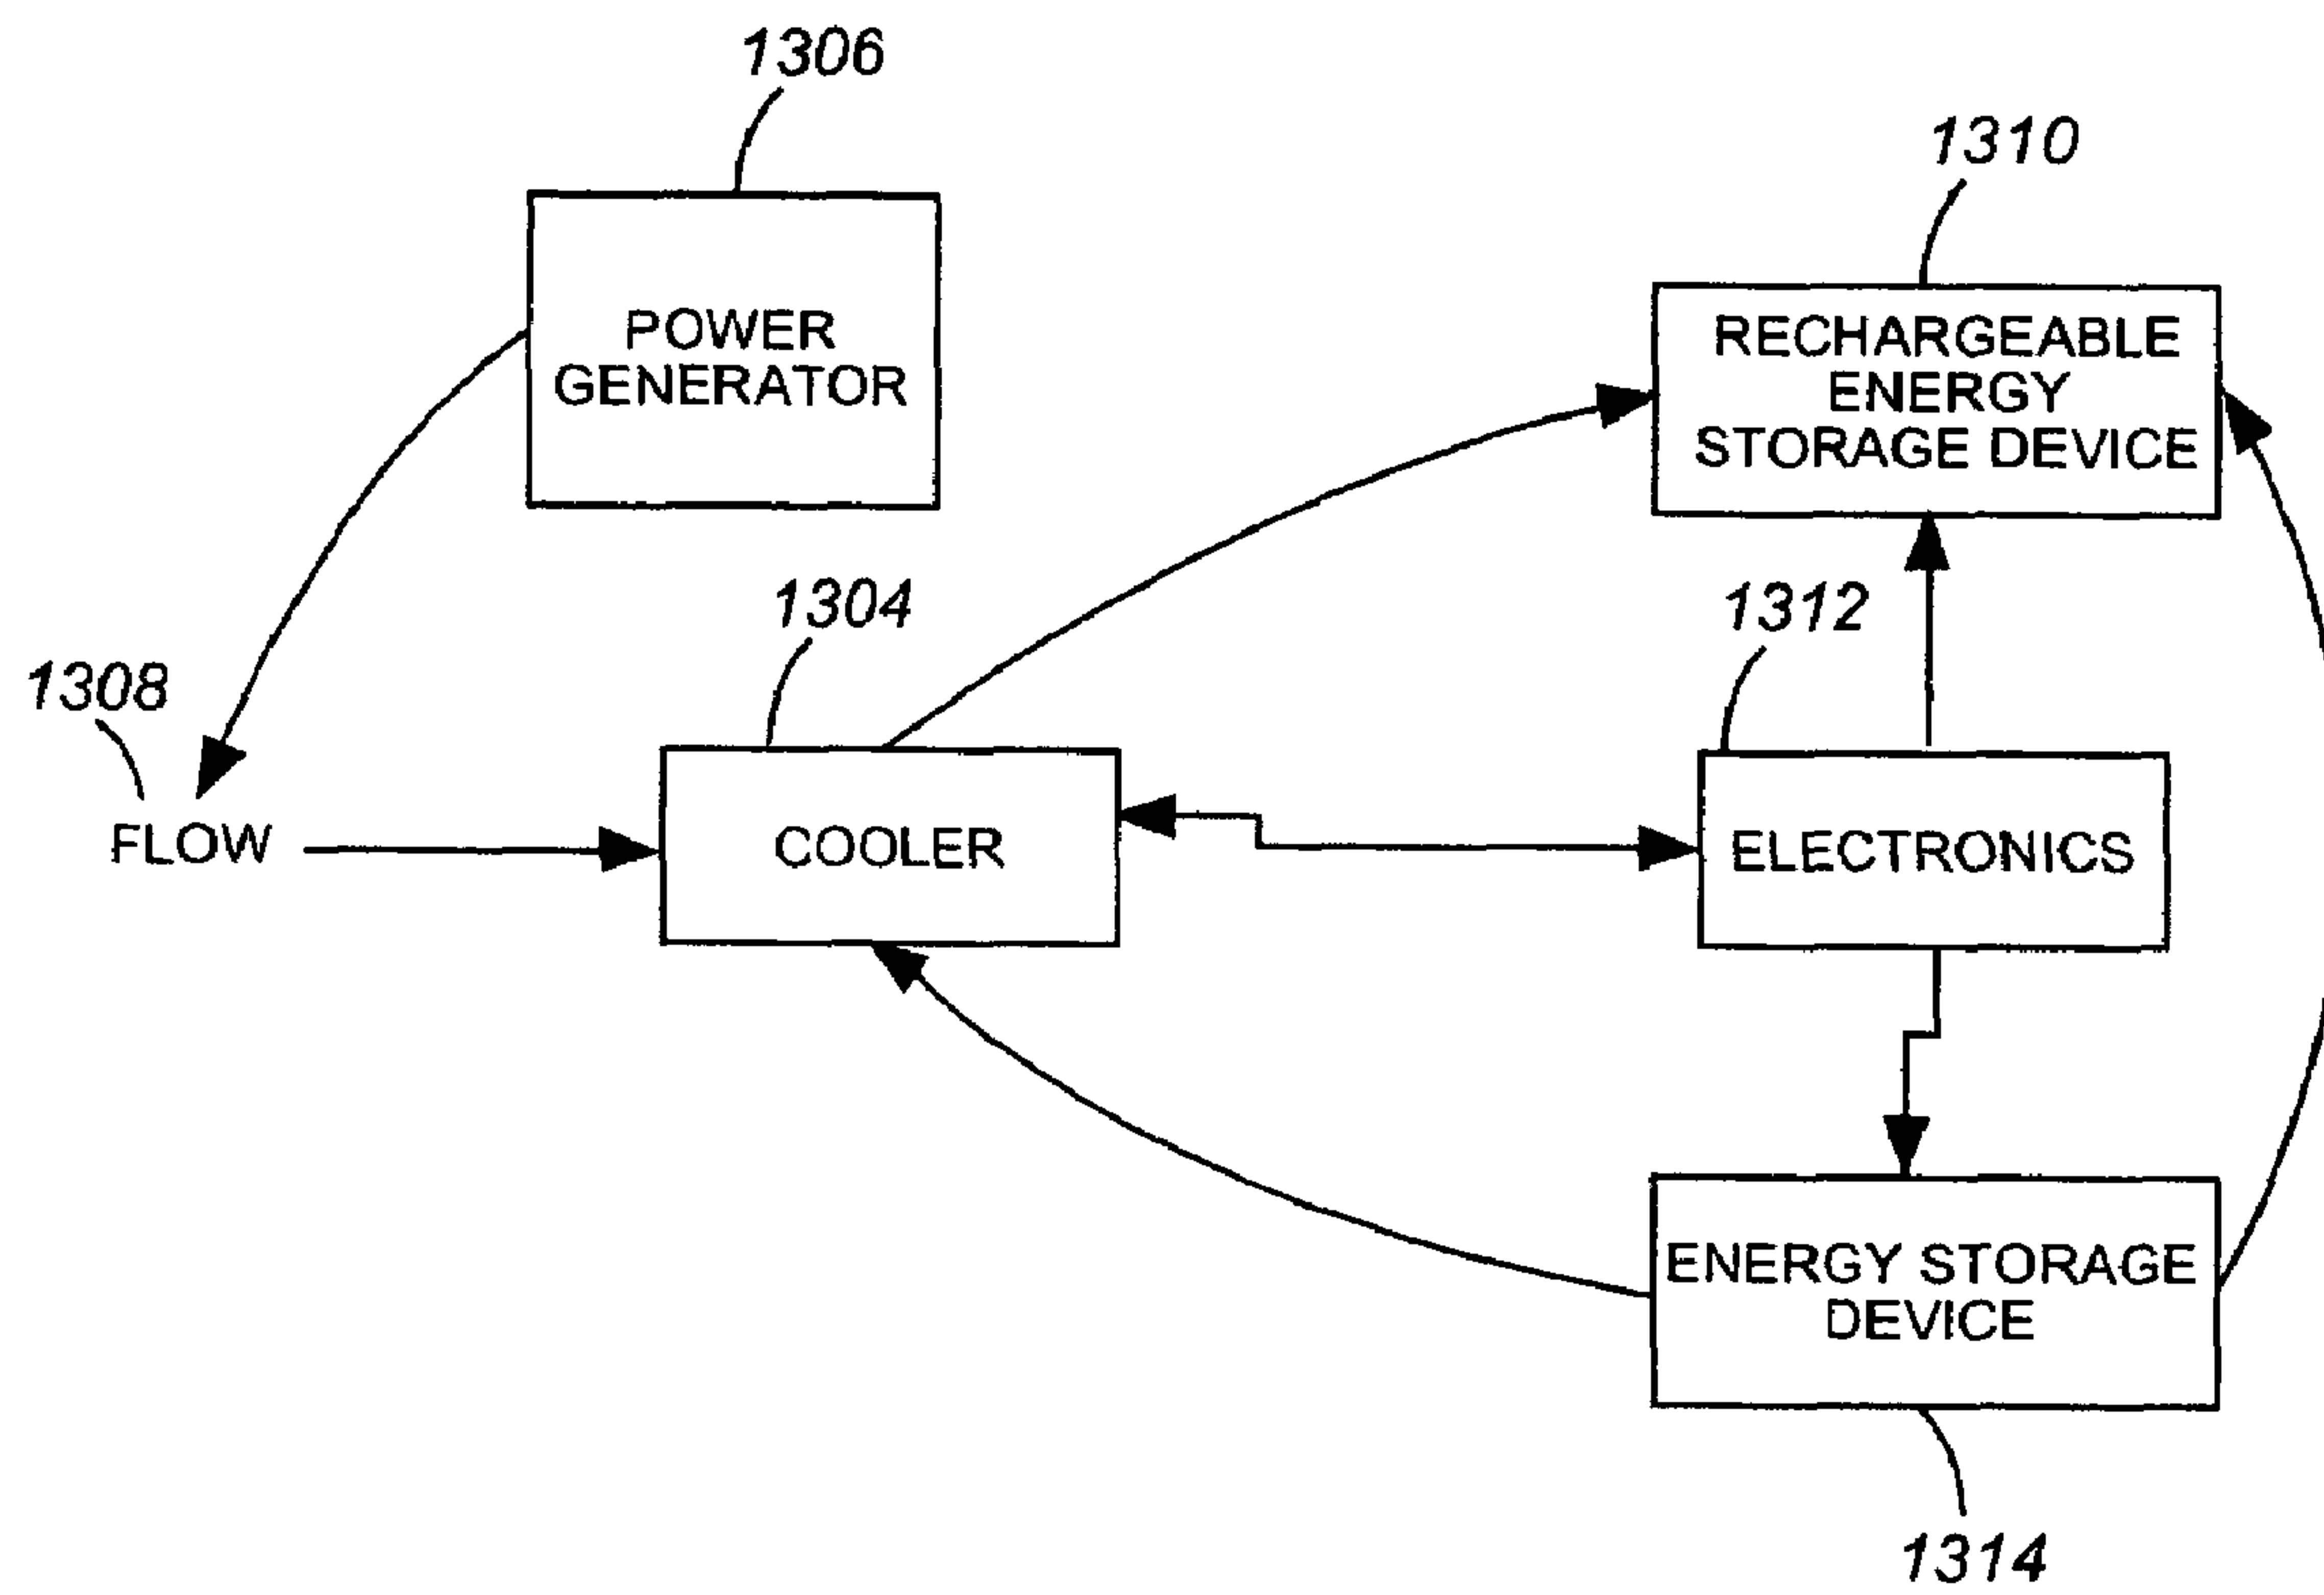 1306
POWER
GENERATOR
1310
RECHARGEABLE
ENERGY
STORAGE DEVICE
1304
1312
1308
FLOW
COOLER
ELECTRONICS
ENERGY STORAGE
DEVICE
1314